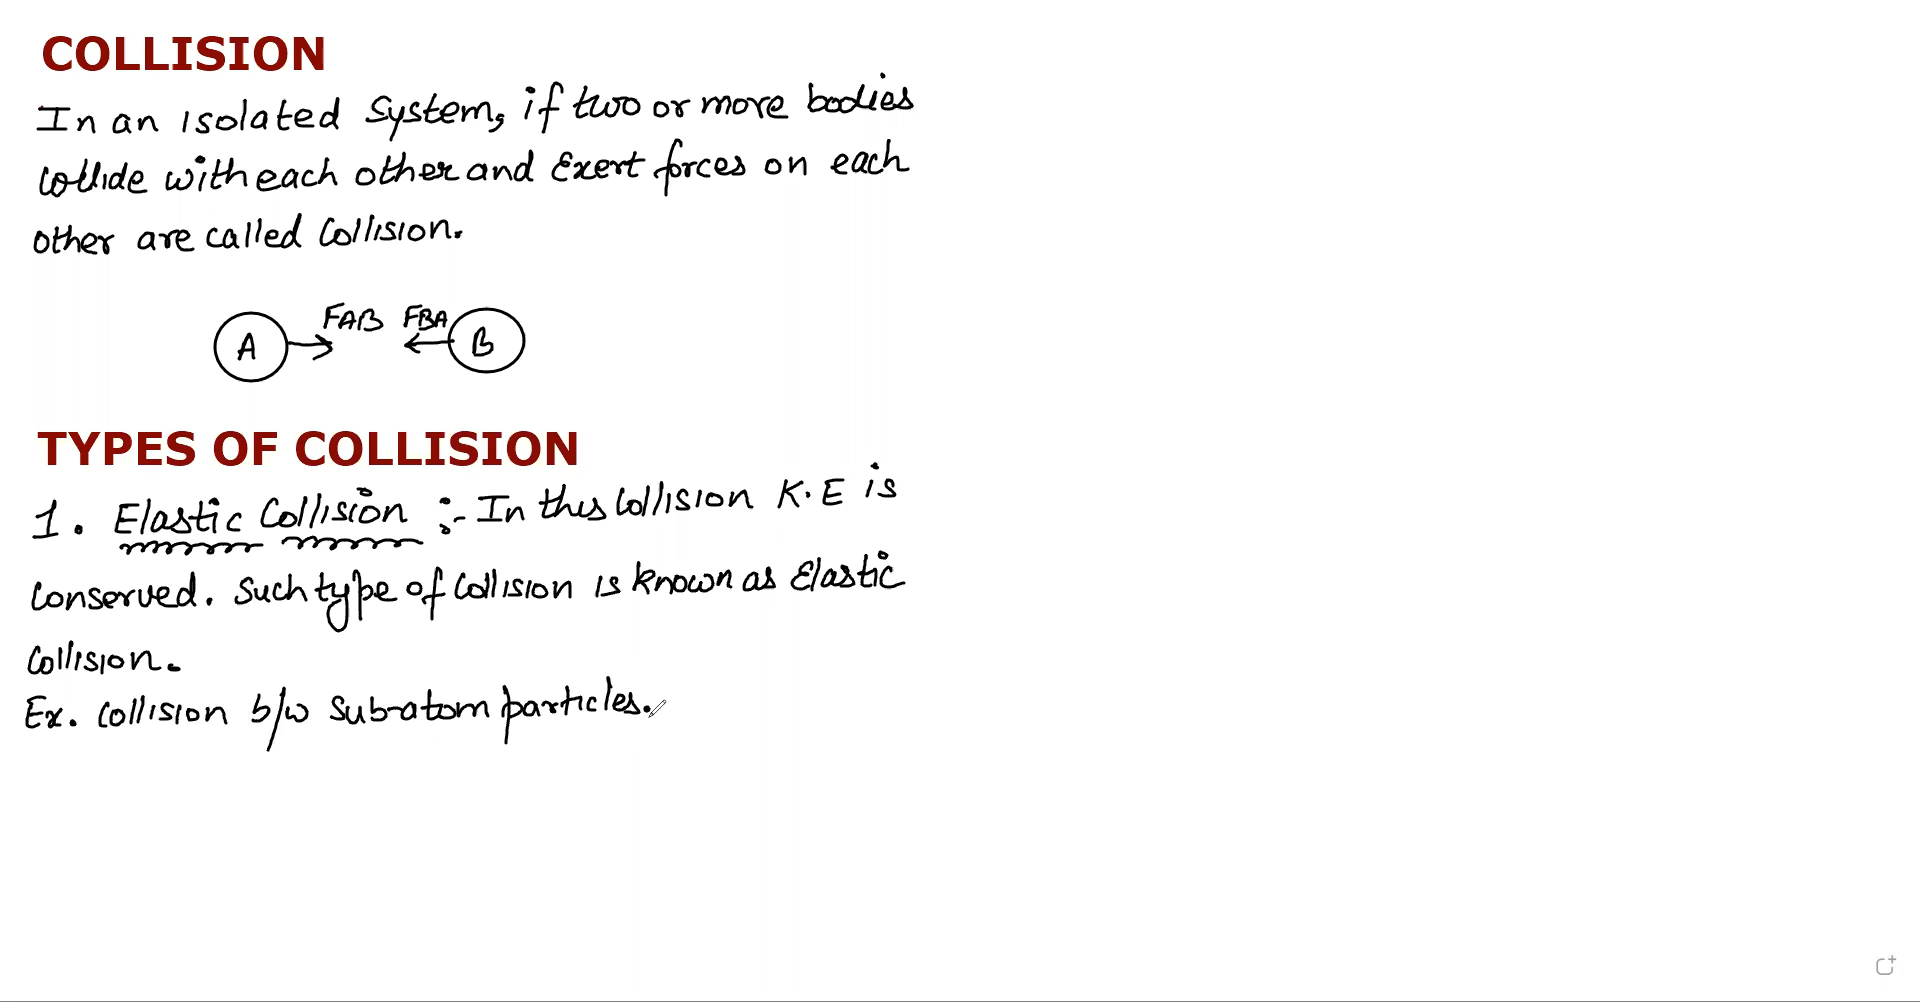 COLLISION
In an isolated system, if two or more bodies
collide with each other and Exert forces on each
other are called Collision.
FAB FBA
A B
TYPES OF COLLISION
1. Elastic Collision :- In this Collision K.E is
Conserved. Such type of Collision is known as Elastic
Collision.
Ex. Collision b/w Sub-atom particles.